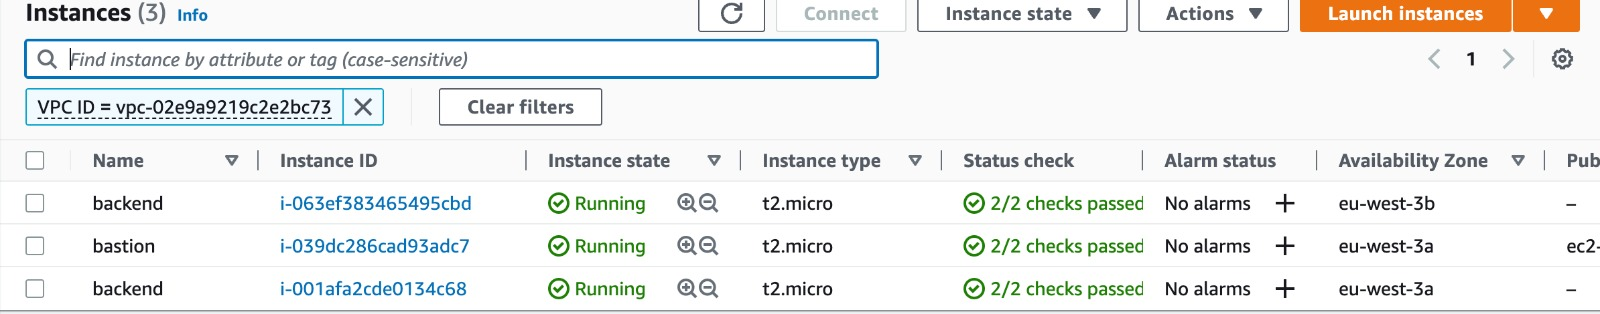 Instances (3) Info Connect Instance state Actions Launch instances
Find instance by attribute or tag (case-sensitive) 1
VPC ID = vpc-02e9a9219c2e2bc73 Clear filters
Name Instance ID Instance state Instance type Status check Alarm status Availability Zone Pub
backend i-063ef383465495cbd Running t2.micro 2/2 checks passed No alarms + eu-west-3b –
bastion i-039dc286cad93adc7 Running t2.micro 2/2 checks passed No alarms + eu-west-3a ec2-
backend i-001afa2cde0134c68 Running t2.micro 2/2 checks passed No alarms + eu-west-3a –